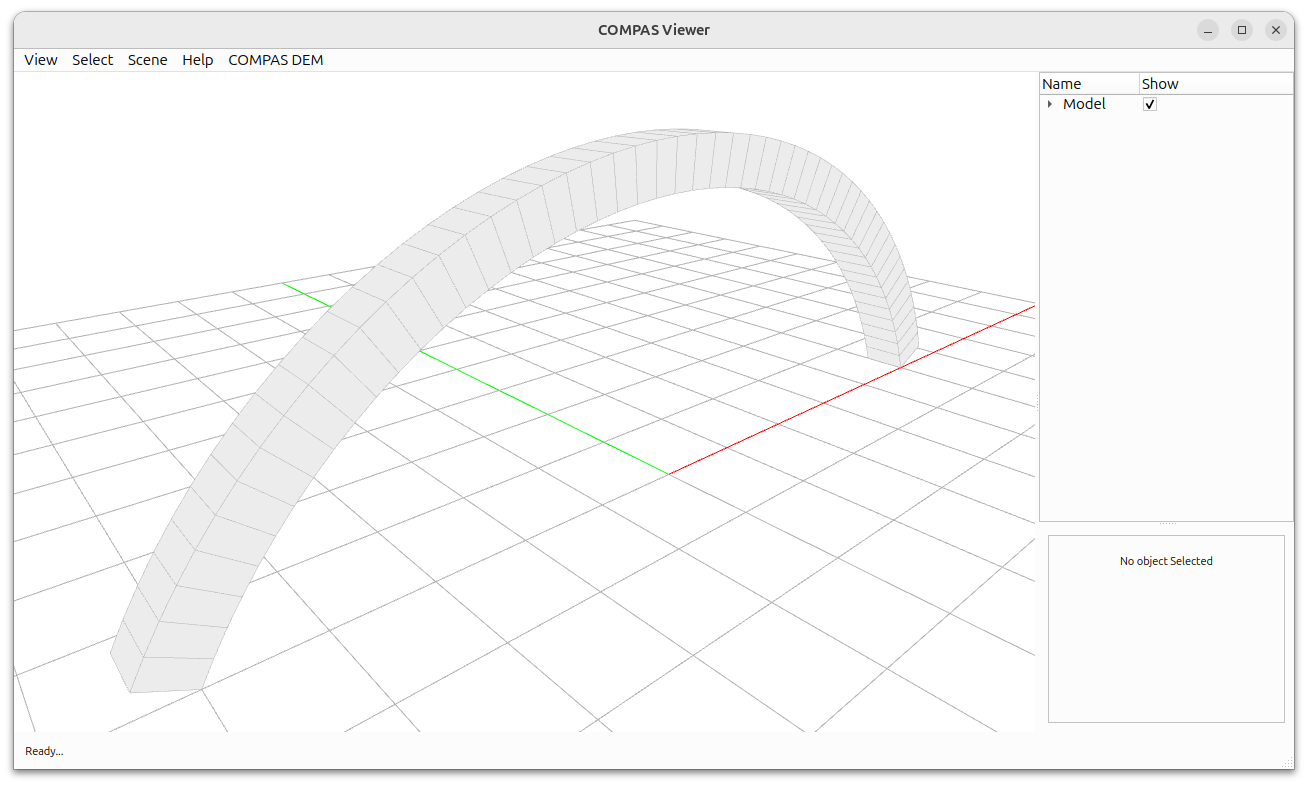 COMPAS Viewer
View Select Scene Help COMPAS DEM
Name Show
Model
No object Selected
Ready...